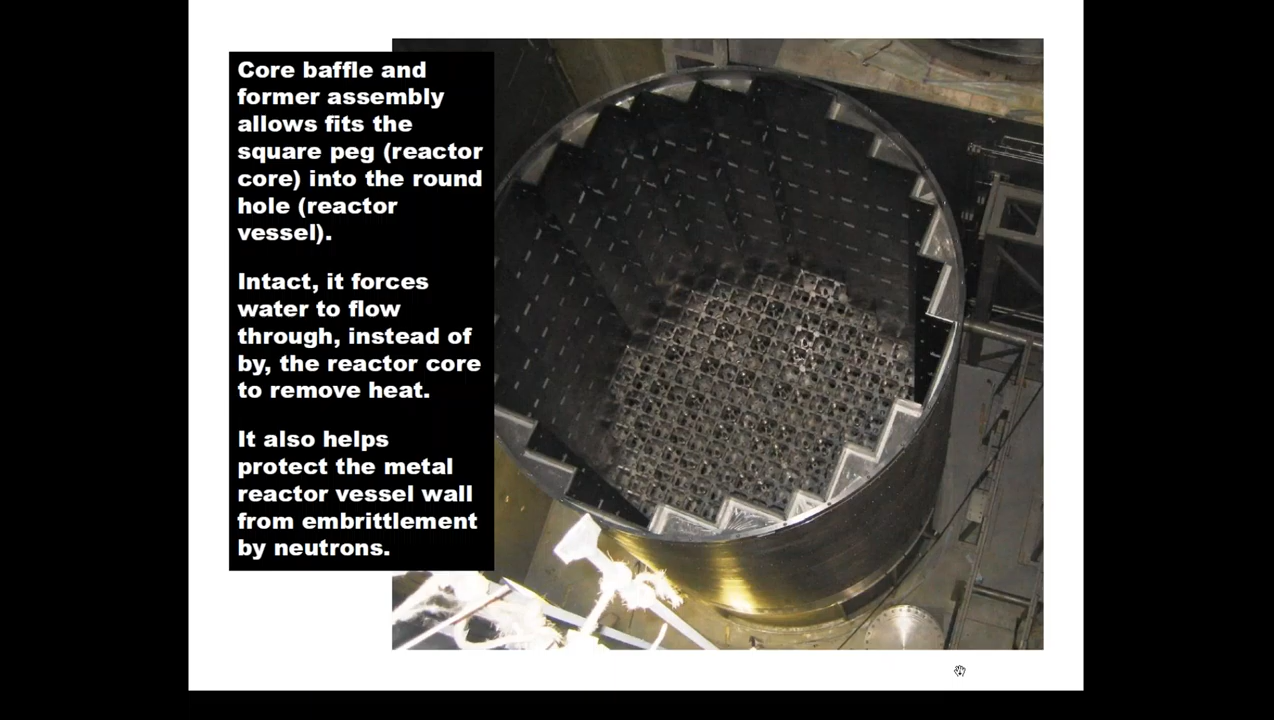 Core baffle and
former assembly
allows fits the
square peg (reactor
core) into the round
hole (reactor
vessel).
Intact, it forces
water to flow
through, instead of
by, the reactor core
to remove heat.
It also helps
protect the metal
reactor vessel wall
from embrittlement
by neutrons.